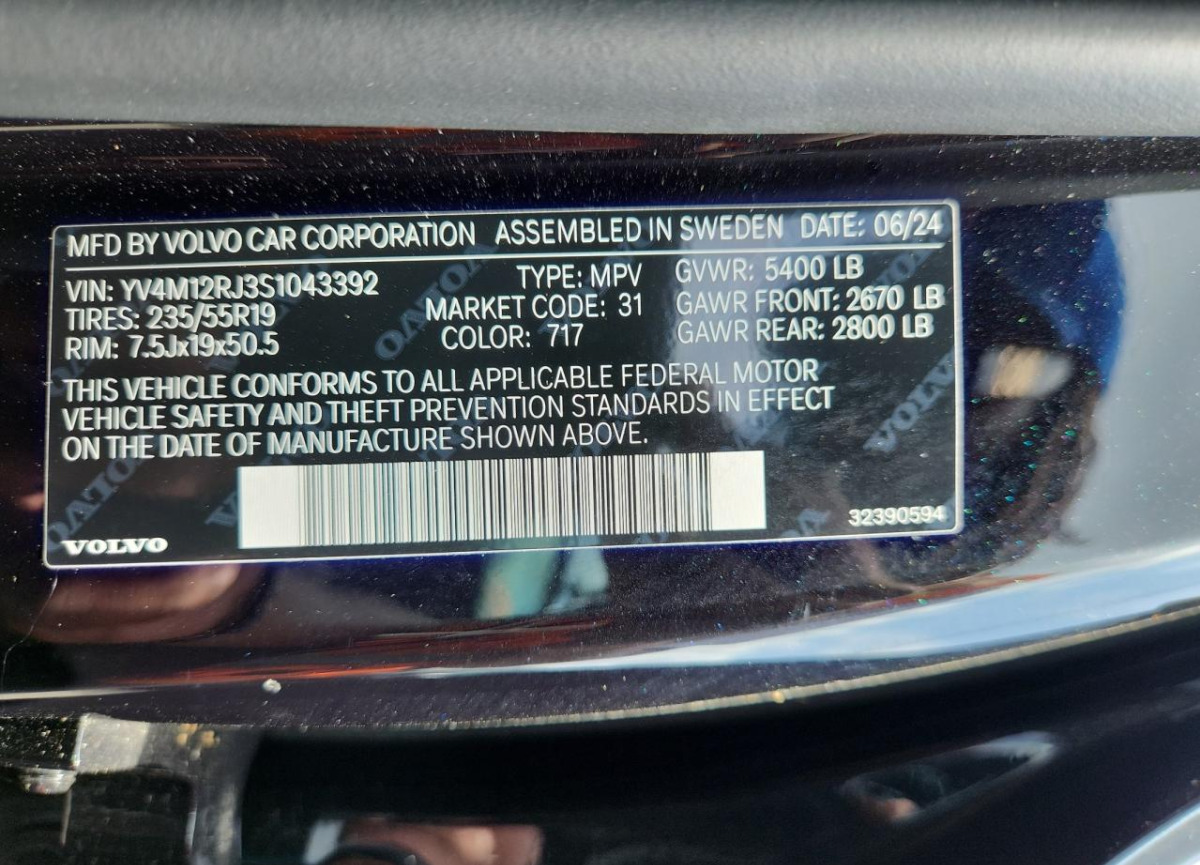 MFD BY VOLVO CAR CORPORATION ASSEMBLED IN SWEDEN DATE: 06/24
VIN: YV4M12RJ3S1043392 TYPE: MPV GVWR: 5400 LB
TIRES: 235/55R19 MARKET CODE: 31 GAWR FRONT: 2670 LB
RIM: 7.5Jx19x50.5 COLOR: 717 GAWR REAR: 2800 LB
THIS VEHICLE CONFORMS TO ALL APPLICABLE FEDERAL MOTOR
VEHICLE SAFETY AND THEFT PREVENTION STANDARDS IN EFFECT
ON THE DATE OF MANUFACTURE SHOWN ABOVE.
VOLVO 32390594